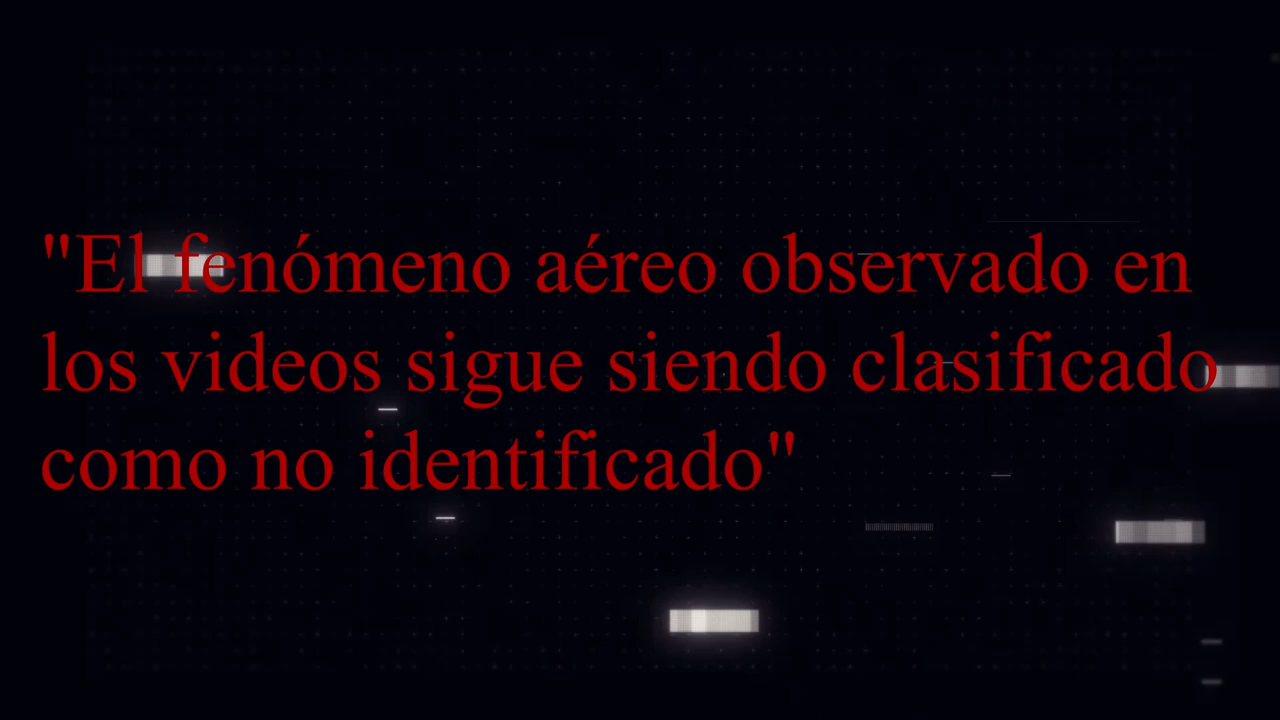 "El fenómeno aéreo observado en
los videos sigue siendo clasificado
como no identificado"